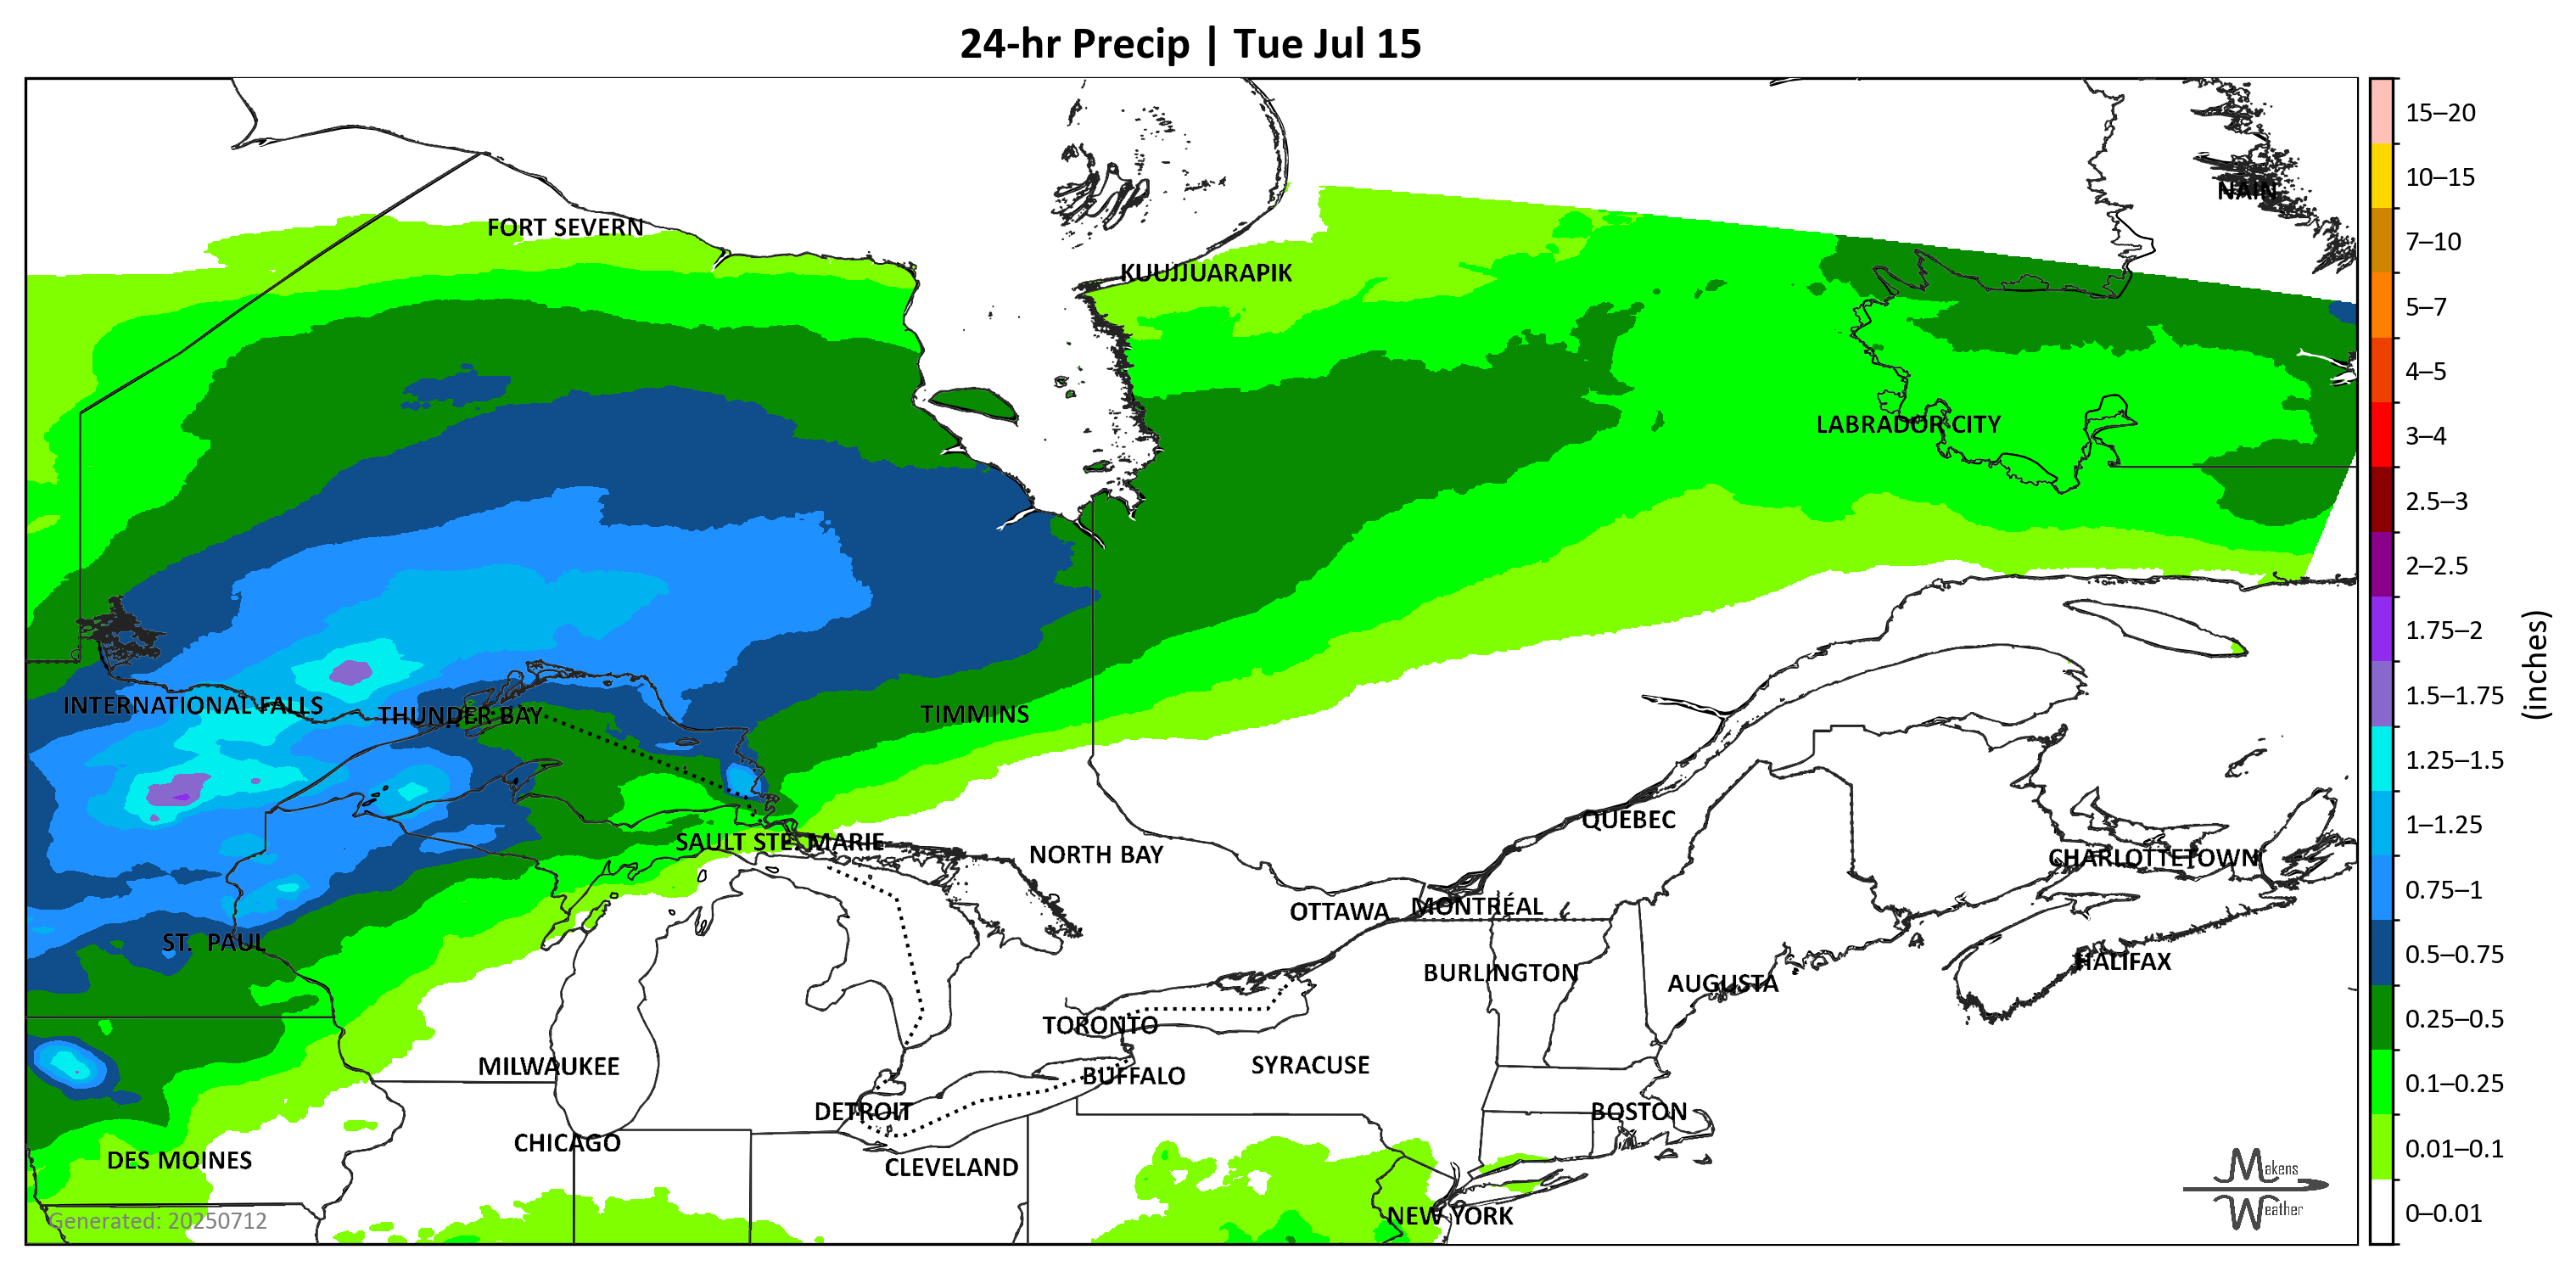 24-hr Precip | Tue Jul 15
15–20
10–15
NAIN
FORT SEVERN
7–10
KUUJJUARAPIK
5–7
4–5
LABRADOR CITY
3–4
2.5–3
2–2.5
1.75–2
(inches)
1.5–1.75
INTERNATIONAL FALLS
THUNDER BAY
TIMMINS
1.25–1.5
QUÉBEC
1–1.25
SAULT STE. MARIE
NORTH BAY
CHARLOTTETOWN
0.75–1
OTTAWA
MONTRÉAL
ST. PAUL
HALIFAX
0.5–0.75
BURLINGTON
AUGUSTA
TORONTO
0.25–0.5
MILWAUKEE
SYRACUSE
BUFFALO
0.1–0.25
DETROIT
BOSTON
CHICAGO
0.01–0.1
DES MOINES
CLEVELAND
Makens
Weather
NEW YORK
0–0.01
Generated: 20250712